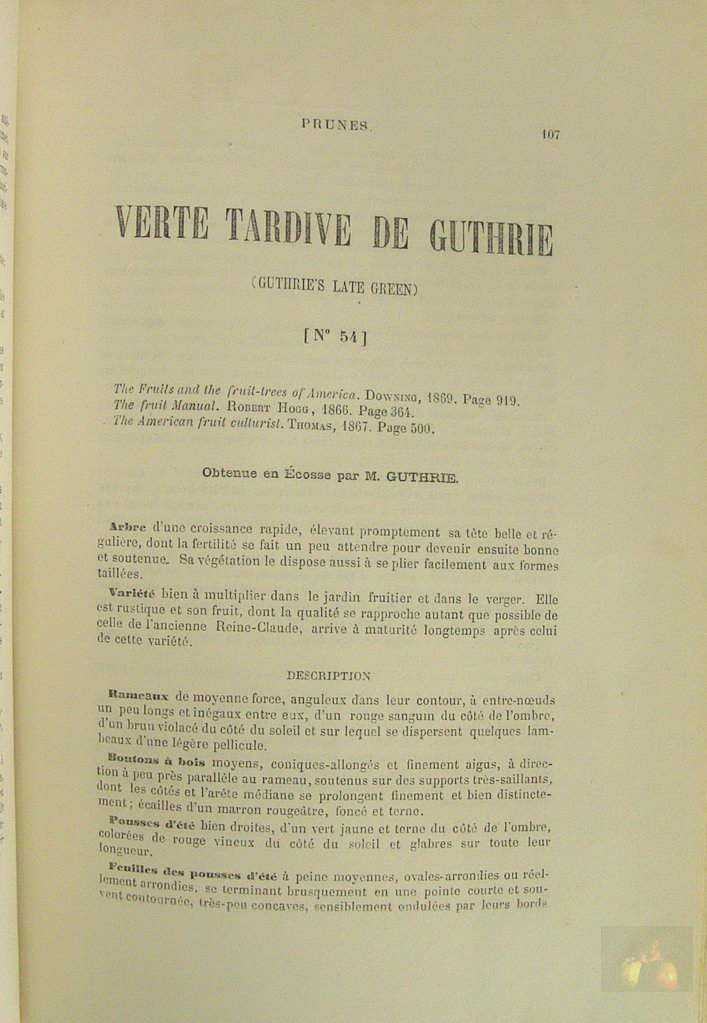 PRUNES.
107
VERTE TARDIVE DE GUTHRIE
(GUTHRIE'S LATE GREEN)
[N° 54]
The Fruits and the fruit-trees of America. DOWNING, 1869. Page 919.
The fruit Manual. ROBERT HOGG, 1866. Page 364.
The American fruit culturist. THOMAS, 1867. Page 500.
Obtenue en Écosse par M. GUTHRIE.
Arbre d'une croissance rapide, élevant promptement sa tête belle et ré-
gulière, dont la fertilité se fait un peu attendre pour devenir ensuite bonne
et soutenue. Sa végétation le dispose aussi à se plier facilement aux formes
taillées.
Variété bien à multiplier dans le jardin fruitier et dans le verger. Elle
est rustique et son fruit, dont la qualité se rapproche autant que possible de
celle de l'ancienne Reine-Claude, arrive à maturité longtemps après celui
de cette variété.
DESCRIPTION
Rameaux de moyenne force, anguleux dans leur contour, à entre-nœuds
un peu longs et inégaux entre eux, d'un rouge sanguin du côté de l'ombre,
d'un brun violacé du côté du soleil et sur lequel se dispersent quelques lam-
beaux d'une légère pellicule.
Boutons à bois moyens, coniques-allongés et finement aigus, à direc-
tion à peu près parallèle au rameau, soutenus sur des supports très-saillants,
dont les côtés et l'arête médiane se prolongent finement et bien distincte-
ment; écailles d'un marron rougeâtre, foncé et terne.
Pousses d'été bien droites, d'un vert jaune et terne du côté de l'ombre,
colorées de rouge vineux du côté du soleil et glabres sur toute leur
longueur.
Feuilles des pousses d'été à peine moyennes, ovales-arrondies ou réel-
lement arrondies, se terminant brusquement en une pointe courte et sou-
vent contournée, très-peu concaves, sensiblement ondulées par leurs bords